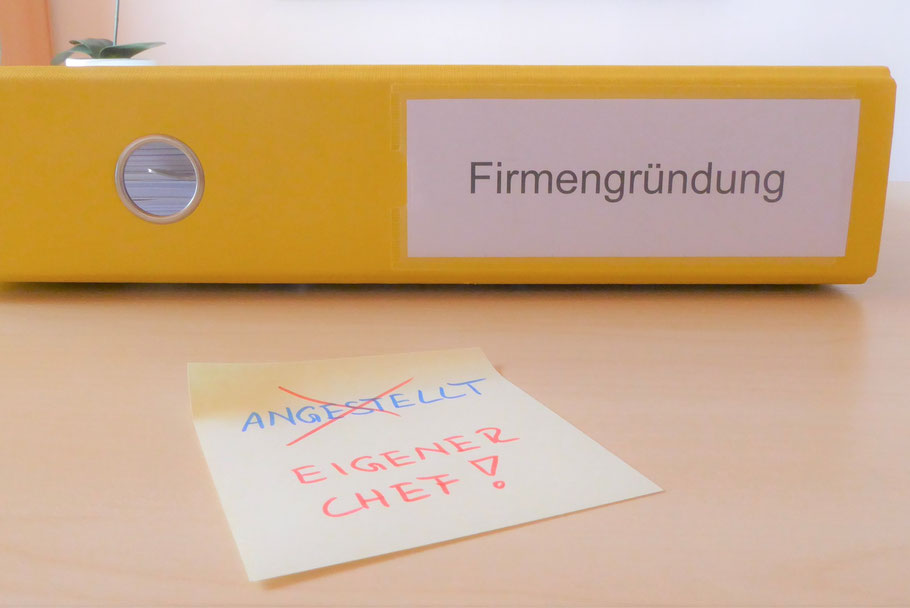 Firmengründung
ANGESTELLT
EIGENER
CHEF!